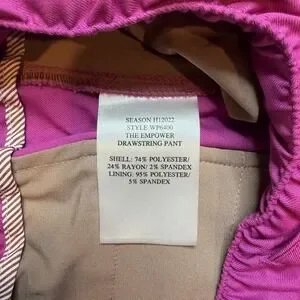 SEASON H12022
STYLE WP6400
THE EMPOWER
DRAWSTRING PANT
SHELL: 74% POLYESTER/
24% RAYON/ 2% SPANDEX
LINING: 95% POLYESTER/
5% SPANDEX